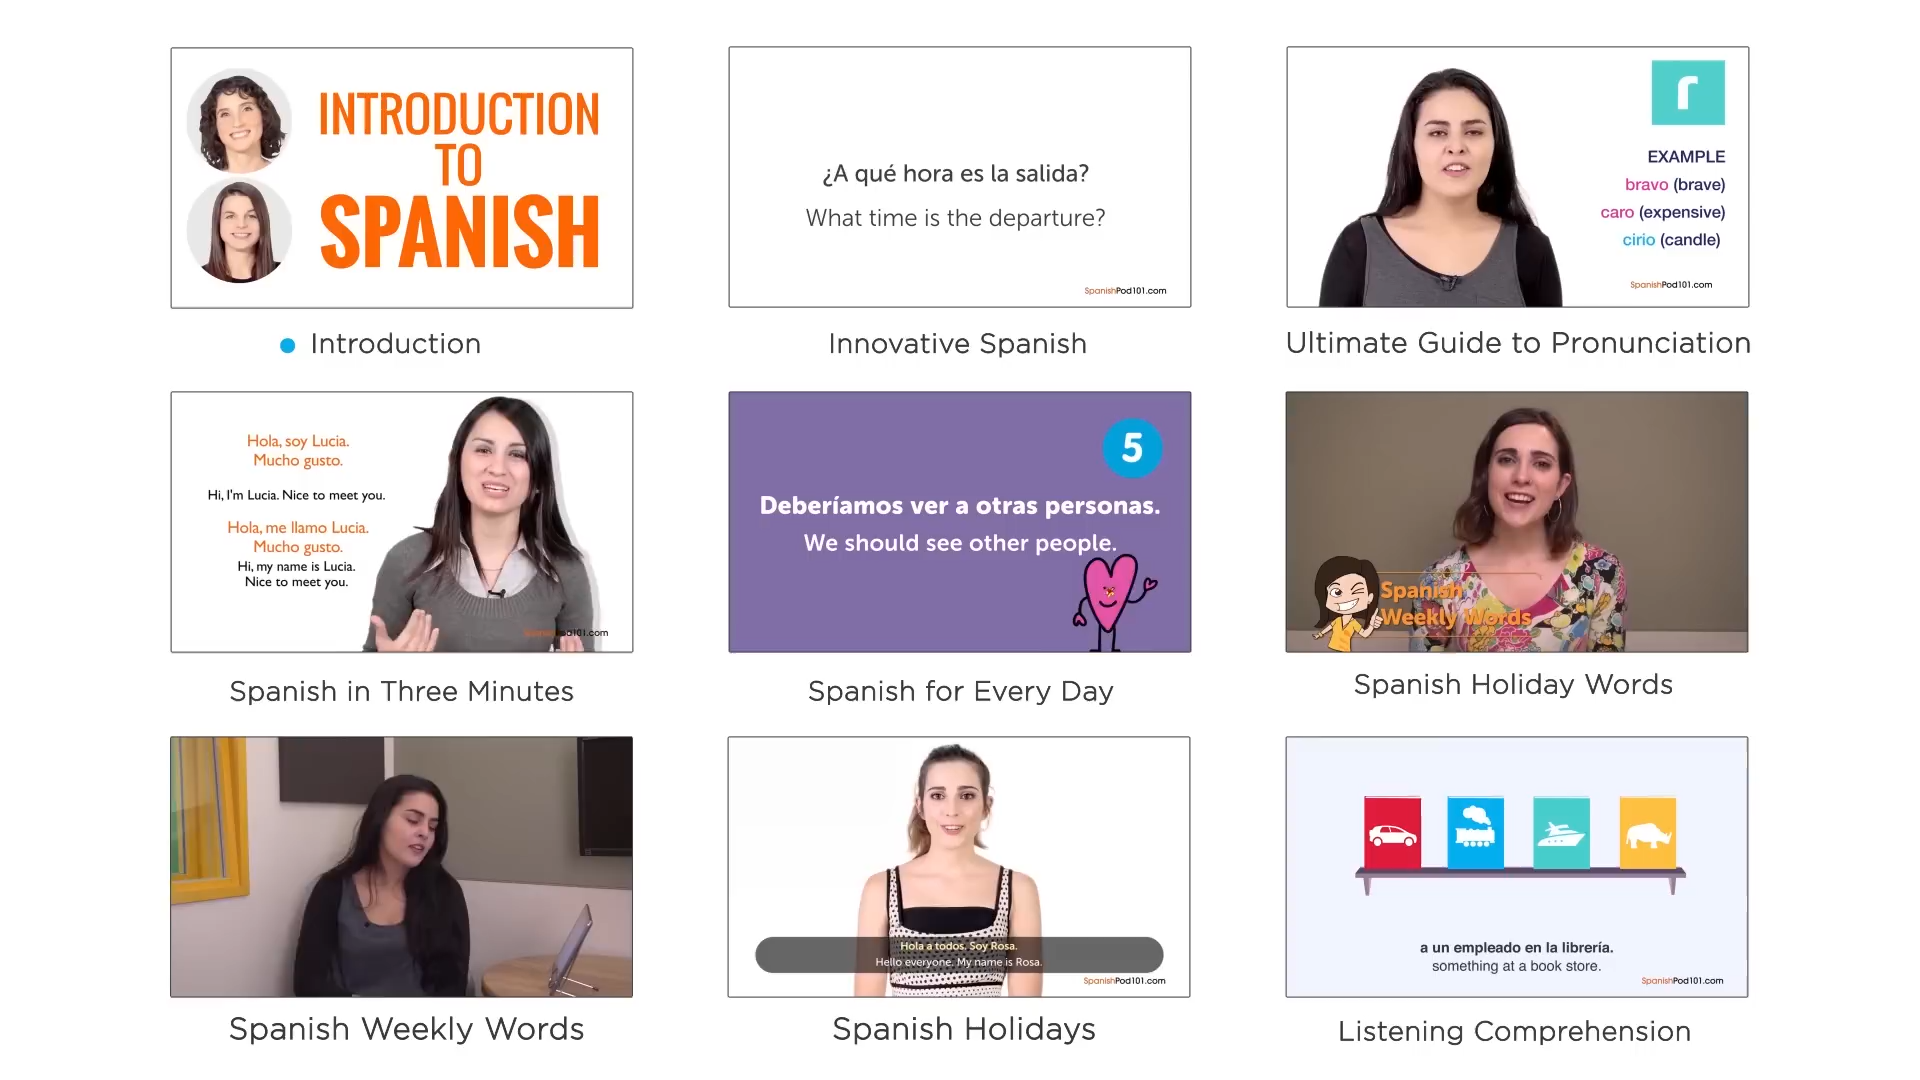 INTRODUCTION
TO
SPANISH
Introduction
¿A qué hora es la salida?
What time is the departure?
SpanishPod101.com
Innovative Spanish
r
EXAMPLE
bravo (brave)
caro (expensive)
cirio (candle)
SpanishPod101.com
Ultimate Guide to Pronunciation
Hola, soy Lucia.
Mucho gusto.
Hi, I'm Lucia. Nice to meet you.
Hola, me llamo Lucia.
Mucho gusto.
Hi, my name is Lucia.
Nice to meet you.
SpanishPod101.com
Spanish in Three Minutes
5
Deberíamos ver a otras personas.
We should see other people.
Spanish for Every Day
Spanish
Weekly Words
Spanish Holiday Words
Spanish Weekly Words
Hola a todos. Soy Rosa.
Hello everyone. My name is Rosa.
SpanishPod101.com
Spanish Holidays
a un empleado en la librería.
something at a book store.
SpanishPod101.com
Listening Comprehension